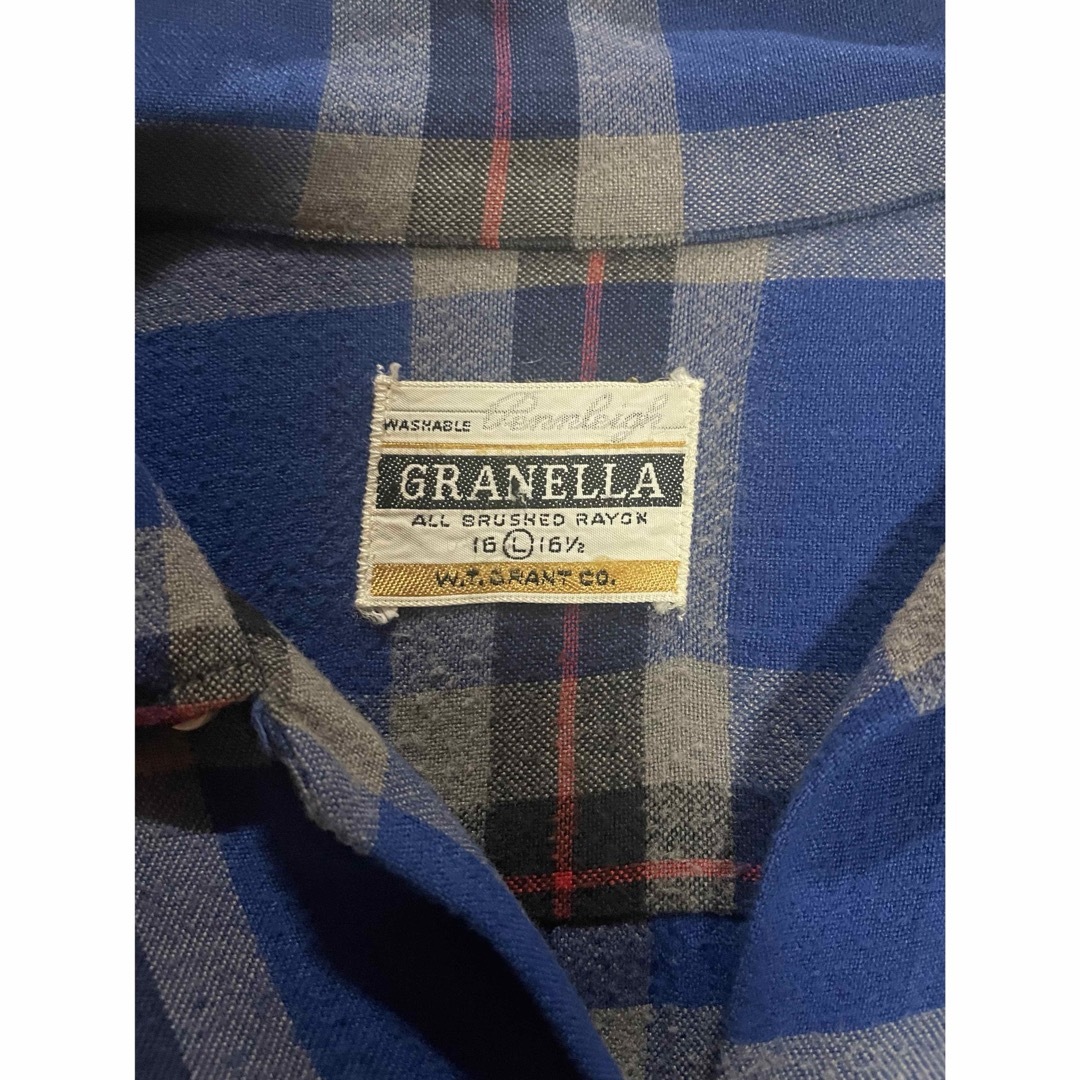 WASHABLE Pennleigh
GRANELLA
ALL BRUSHED RAYON
16 L 16½
W.T. GRANT CO.